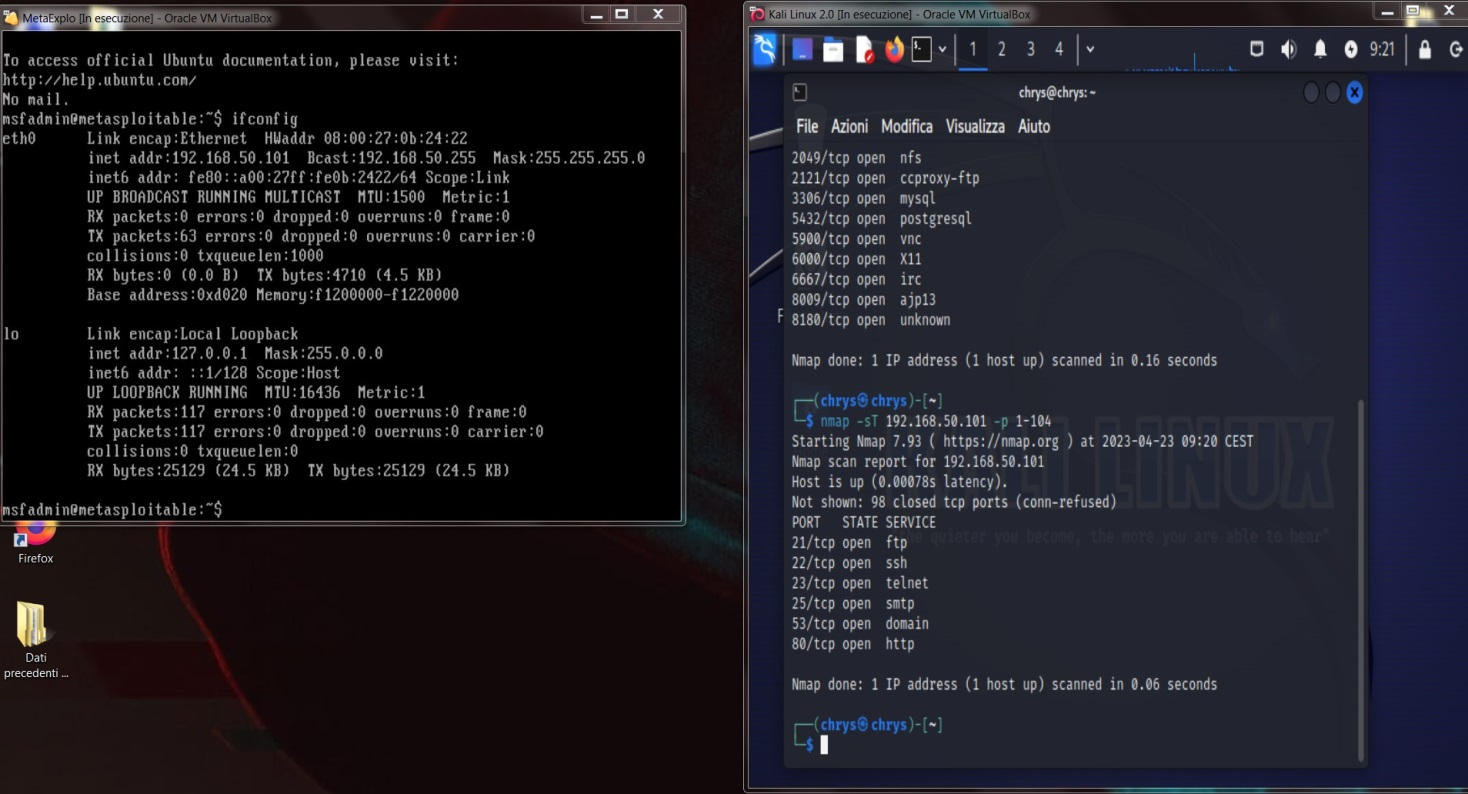 MetaExplo [In esecuzione] - Oracle VM VirtualBox
To access official Ubuntu documentation, please visit:
http://help.ubuntu.com/
No mail.
msfadmin@metasploitable:~$ ifconfig
eth0 Link encap:Ethernet HWaddr 08:00:27:0b:24:22
inet addr:192.168.50.101 Bcast:192.168.50.255 Mask:255.255.255.0
inet6 addr: fe80::a00:27ff:fe0b:2422/64 Scope:Link
UP BROADCAST RUNNING MULTICAST MTU:1500 Metric:1
RX packets:0 errors:0 dropped:0 overruns:0 frame:0
TX packets:63 errors:0 dropped:0 overruns:0 carrier:0
collisions:0 txqueuelen:1000
RX bytes:0 (0.0 B) TX bytes:4710 (4.5 KB)
Base address:0xd020 Memory:f1200000-f1220000
lo Link encap:Local Loopback
inet addr:127.0.0.1 Mask:255.0.0.0
inet6 addr: ::1/128 Scope:Host
UP LOOPBACK RUNNING MTU:16436 Metric:1
RX packets:117 errors:0 dropped:0 overruns:0 frame:0
TX packets:117 errors:0 dropped:0 overruns:0 carrier:0
collisions:0 txqueuelen:0
RX bytes:25129 (24.5 KB) TX bytes:25129 (24.5 KB)
msfadmin@metasploitable:~$
Firefox
Dati
precedenti ...
Kali Linux 2.0 [In esecuzione] - Oracle VM VirtualBox
1 2 3 4 9:21
chrys@chrys: ~
File Azioni Modifica Visualizza Aiuto
2049/tcp open nfs
2121/tcp open ccproxy-ftp
3306/tcp open mysql
5432/tcp open postgresql
5900/tcp open vnc
6000/tcp open X11
6667/tcp open irc
8009/tcp open ajp13
8180/tcp open unknown
Nmap done: 1 IP address (1 host up) scanned in 0.16 seconds
┌──(chrys㉿chrys)-[~]
└─$ nmap -sT 192.168.50.101 -p 1-104
Starting Nmap 7.93 ( https://nmap.org ) at 2023-04-23 09:20 CEST
Nmap scan report for 192.168.50.101
Host is up (0.00078s latency).
Not shown: 98 closed tcp ports (conn-refused)
PORT STATE SERVICE
21/tcp open ftp
22/tcp open ssh
23/tcp open telnet
25/tcp open smtp
53/tcp open domain
80/tcp open http
Nmap done: 1 IP address (1 host up) scanned in 0.06 seconds
┌──(chrys㉿chrys)-[~]
└─$
KALI LINUX
quieter you become, the more you are able to hear"